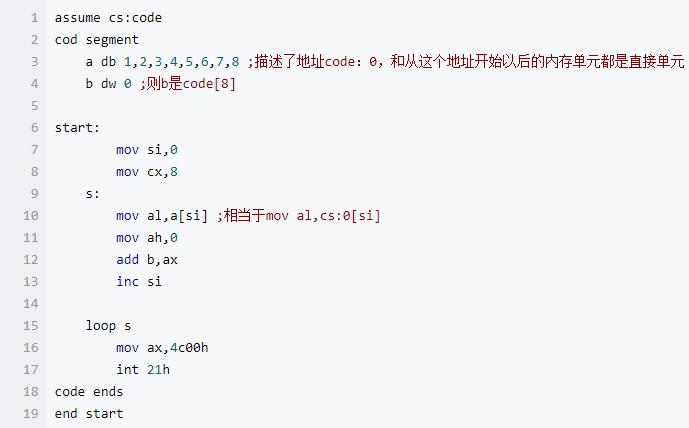 1 assume cs:code
2 cod segment
3 a db 1,2,3,4,5,6,7,8 ;描述了地址code：0，和从这个地址开始以后的内存单元都是直接单元
4 b dw 0 ;则b是code[8]
5
6 start:
7 mov si,0
8 mov cx,8
9 s:
10 mov al,a[si] ;相当于mov al,cs:0[si]
11 mov ah,0
12 add b,ax
13 inc si
14
15 loop s
16 mov ax,4c00h
17 int 21h
18 code ends
19 end start